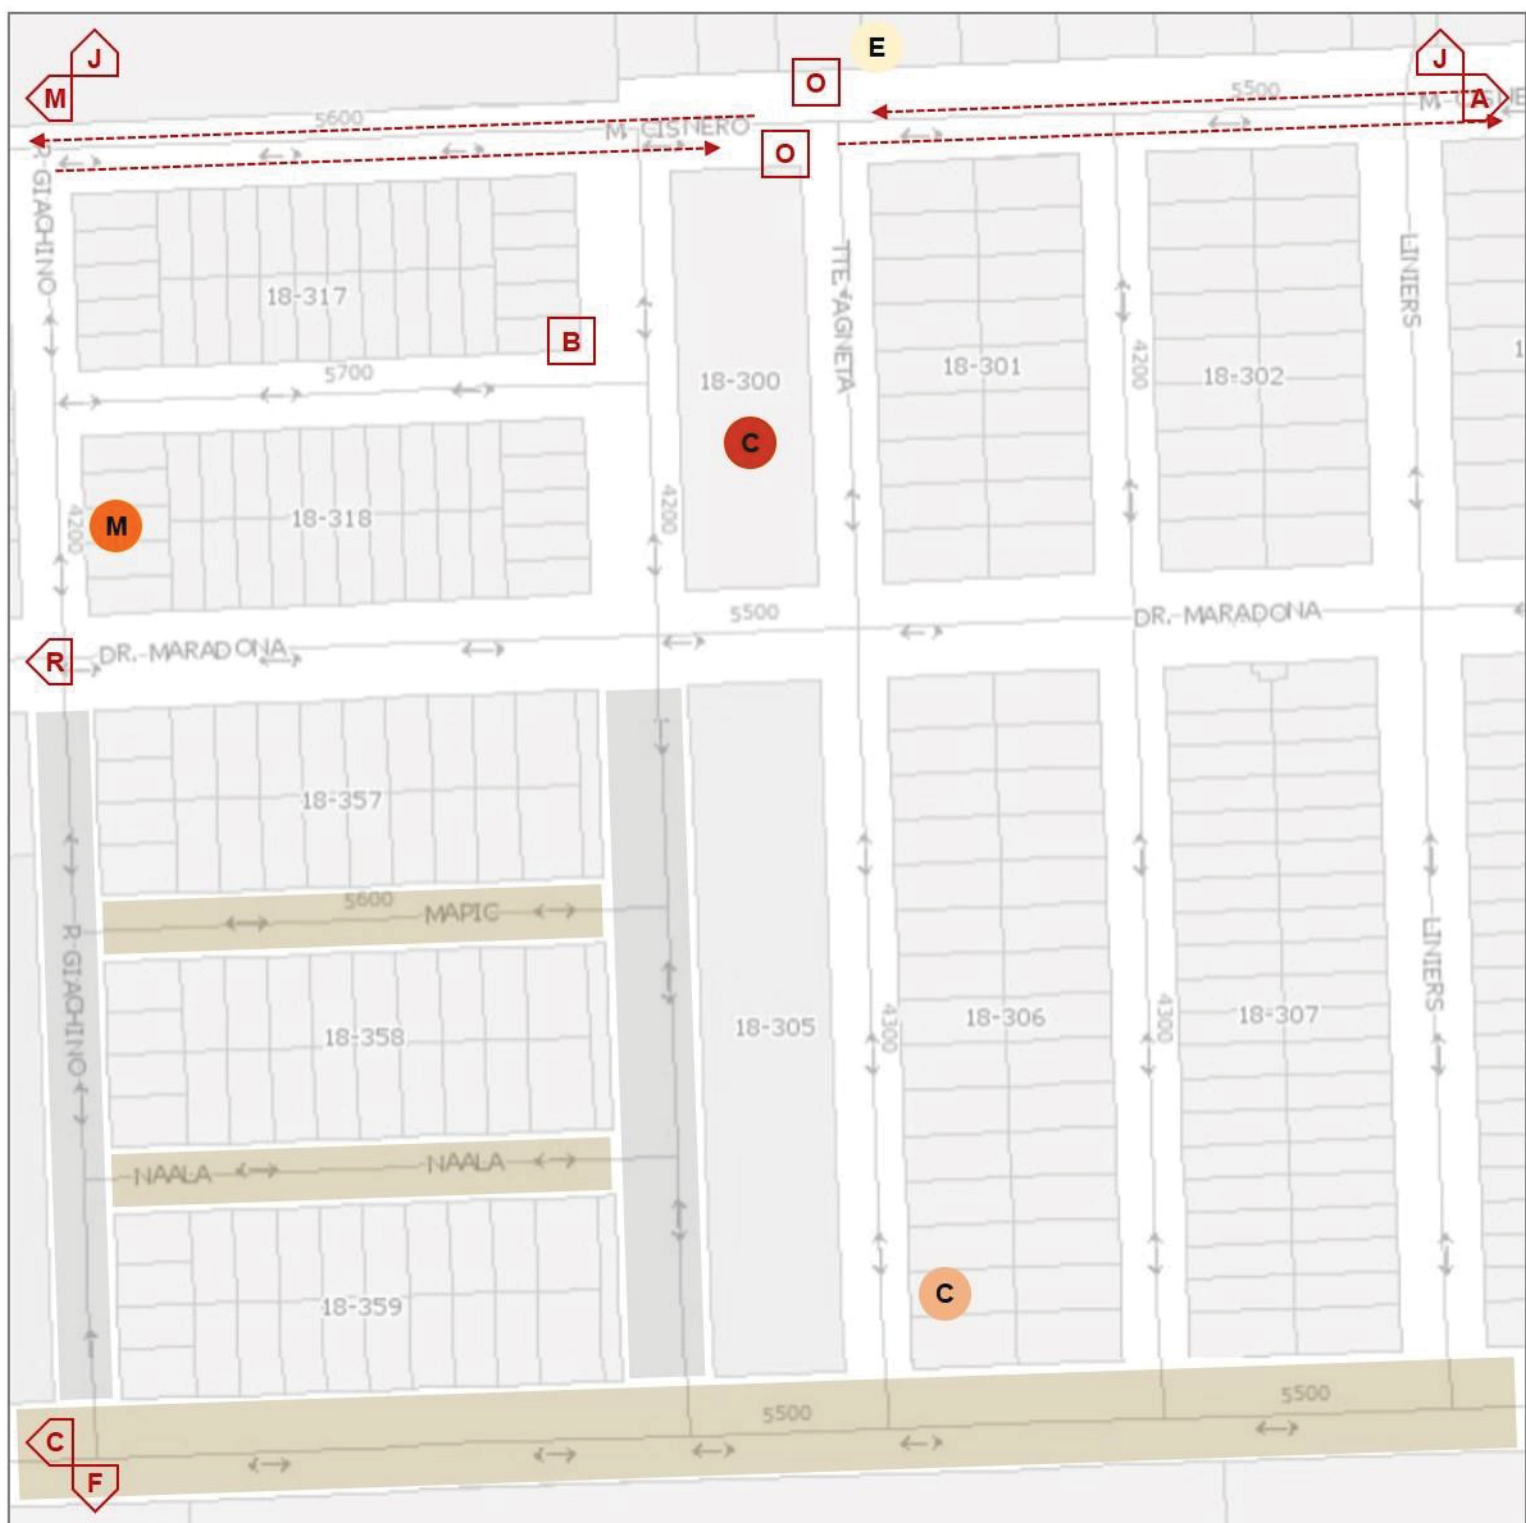 J
E
J
M
O
5500
A
5600
M. CISNERO
O
R GIACHINO
TTE AGNETA
LINIERS
18-317
B
5700
4200
18-300
18-301
18-302
1
C
M
4200
18-318
4200
5500
DR. MARADONA
R
DR. MARADONA
18-357
5600
MAPIC
R GIACHINO
LINIERS
18-358
18-305
4300
18-306
4300
18-307
NAALA
NAALA
C
18-359
5500
5500
C
F